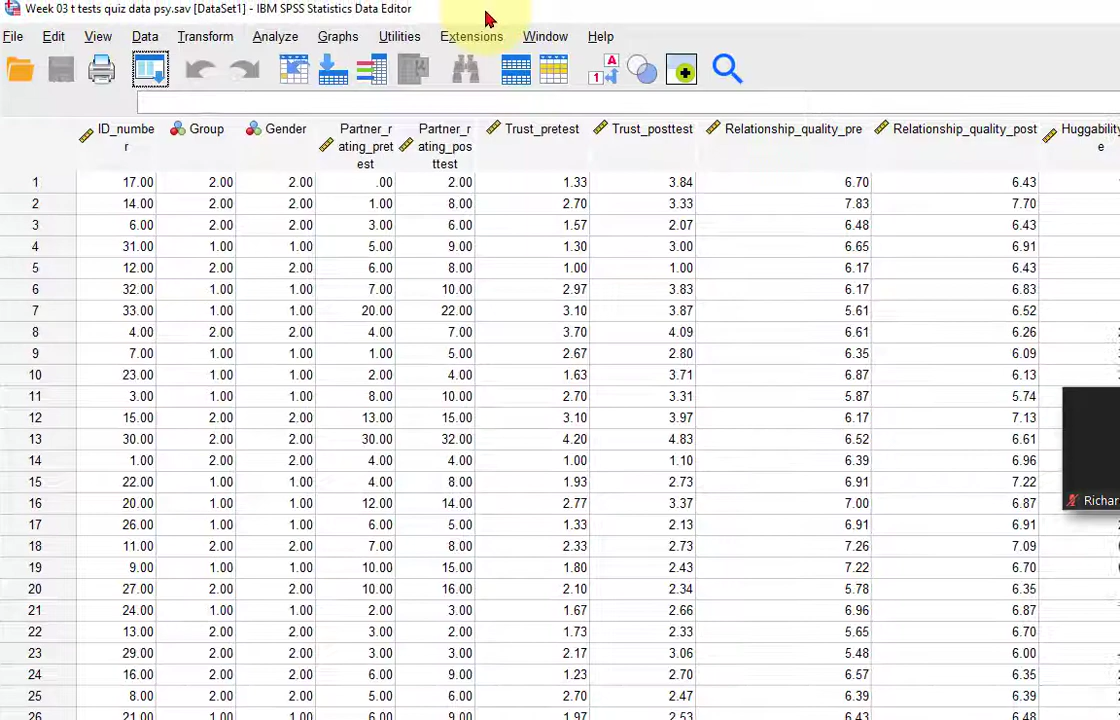 Week 03 t tests quiz data psy.sav [DataSet1] - IBM SPSS Statistics Data Editor
File Edit View Data Transform Analyze Graphs Utilities Extensions Window Help
ID_number Group Gender Partner_rating_pretest Partner_rating_posttest Trust_pretest Trust_posttest Relationship_quality_pre Relationship_quality_post Huggability e
1 17.00 2.00 2.00 .00 2.00 1.33 3.84 6.70 6.43
2 14.00 2.00 2.00 1.00 8.00 2.70 3.33 7.83 7.70
3 6.00 2.00 2.00 3.00 6.00 1.57 2.07 6.48 6.43
4 31.00 1.00 1.00 5.00 9.00 1.30 3.00 6.65 6.91
5 12.00 2.00 2.00 6.00 8.00 1.00 1.00 6.17 6.43
6 32.00 1.00 1.00 7.00 10.00 2.97 3.83 6.17 6.83
7 33.00 1.00 1.00 20.00 22.00 3.10 3.87 5.61 6.52
8 4.00 2.00 2.00 4.00 7.00 3.70 4.09 6.61 6.26
9 7.00 1.00 1.00 1.00 5.00 2.67 2.80 6.35 6.09
10 23.00 1.00 1.00 2.00 4.00 1.63 3.71 6.87 6.13
11 3.00 1.00 1.00 8.00 10.00 2.70 3.31 5.87 5.74
12 15.00 2.00 2.00 13.00 15.00 3.10 3.97 6.17 7.13
13 30.00 2.00 2.00 30.00 32.00 4.20 4.83 6.52 6.61
14 1.00 2.00 2.00 4.00 4.00 1.00 1.10 6.39 6.96
15 22.00 1.00 1.00 4.00 8.00 1.93 2.73 6.91 7.22
16 20.00 1.00 1.00 12.00 14.00 2.77 3.37 7.00 6.87
Richar
17 26.00 1.00 1.00 6.00 5.00 1.33 2.13 6.91 6.91
18 11.00 2.00 2.00 7.00 8.00 2.33 2.73 7.26 7.09
19 9.00 1.00 1.00 10.00 15.00 1.80 2.43 7.22 6.70
20 27.00 2.00 2.00 10.00 16.00 2.10 2.34 5.78 6.35
21 24.00 1.00 1.00 2.00 3.00 1.67 2.66 6.96 6.87
22 13.00 2.00 2.00 3.00 2.00 1.73 2.33 5.65 6.70
23 29.00 2.00 2.00 3.00 3.00 2.17 3.06 5.48 6.00
24 16.00 2.00 2.00 6.00 9.00 1.23 2.70 6.57 6.35
25 8.00 2.00 2.00 5.00 6.00 2.70 2.47 6.39 6.39
26 21.00 1.00 1.00 6.00 9.00 1.97 2.53 6.43 6.48